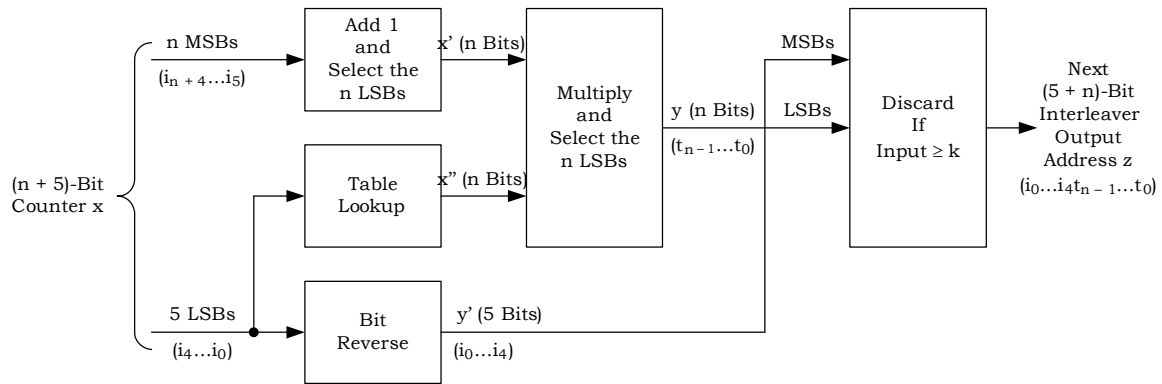 (n + 5)-Bit
Counter x
n MSBs
(iₙ ₊ ₄…i₅)
5 LSBs
(i₄…i₀)
Add 1
and
Select the
n LSBs
Table
Lookup
Bit
Reverse
x’ (n Bits)
x” (n Bits)
y’ (5 Bits)
(i₀…i₄)
Multiply
and
Select the
n LSBs
y (n Bits)
(tₙ ₋ ₁…t₀)
MSBs
LSBs
Discard
If
Input ≥ k
Next
(5 + n)-Bit
Interleaver
Output
Address z
(i₀…i₄tₙ ₋ ₁…t₀)